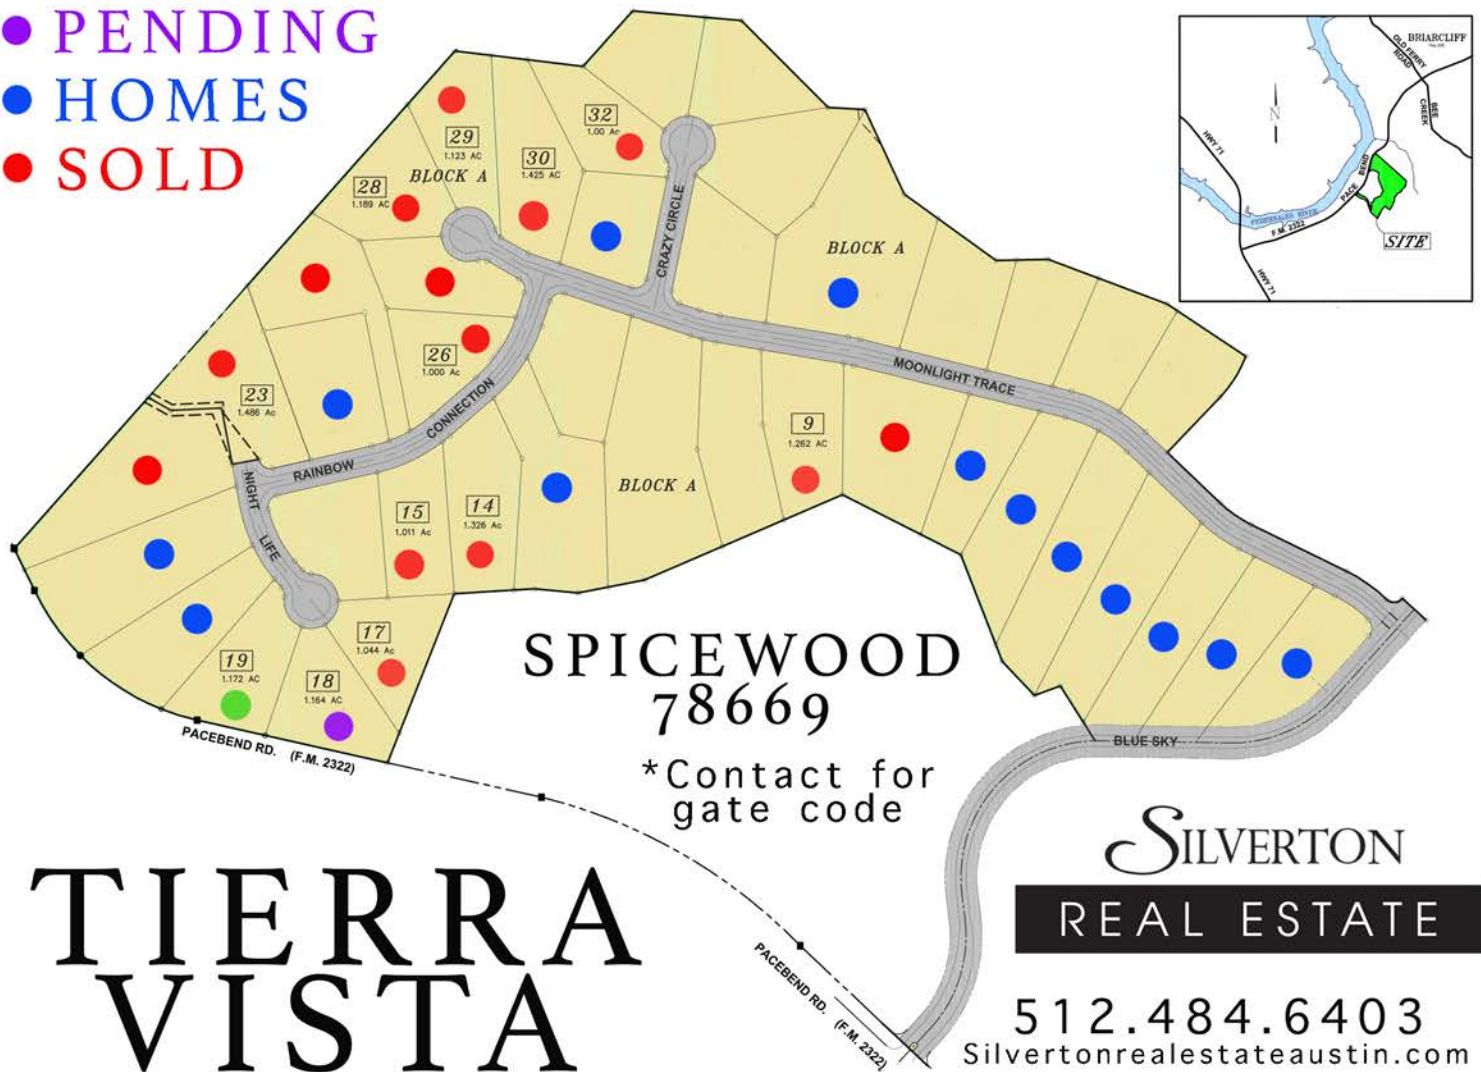 PENDING
HOMES
SOLD
29
1.123 AC
BLOCK A
28
1.189 AC
30
1.425 AC
32
1.00 Ac
CRAZY CIRCLE
BLOCK A
26
1.000 Ac
23
1.486 Ac
CONNECTION
RAINBOW
NIGHT
LIFE
MOONLIGHT TRACE
9
1.262 AC
BLOCK A
15
1.011 Ac
14
1.326 Ac
17
1.044 Ac
19
1.172 AC
18
1.164 AC
PACEBEND RD. (F.M. 2322)
BLUE SKY
PACEBEND RD. (F.M. 2322)
BRIARCLIFF
OLD FERRY
ROAD
BEE
CREEK
N
HWY 71
PACE BEND
PEDERNALES RIVER
F.M. 2322
SITE
HWY 71
SPICEWOOD
78669
*Contact for
gate code
TIERRA
VISTA
SILVERTON
REAL ESTATE
512.484.6403
Silvertonrealestateaustin.com